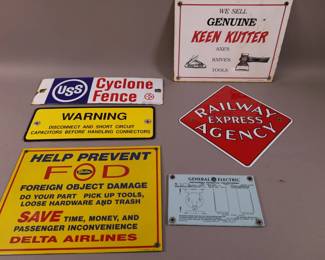 WE SELL
GENUINE
KEEN KUTTER
AXES
KNIVES
TOOLS
USS
Cyclone
Fence
WARNING
DISCONNECT AND SHORT CIRCUIT
CAPACITORS BEFORE HANDLING CONNECTORS
RAILWAY
EXPRESS
AGENCY
HELP PREVENT
F O D
FOREIGN OBJECT DAMAGE
DO YOUR PART PICK UP TOOLS,
LOOSE HARDWARE AND TRASH
SAVE TIME, MONEY, AND
PASSENGER INCONVENIENCE
DELTA AIRLINES
GENERAL ELECTRIC